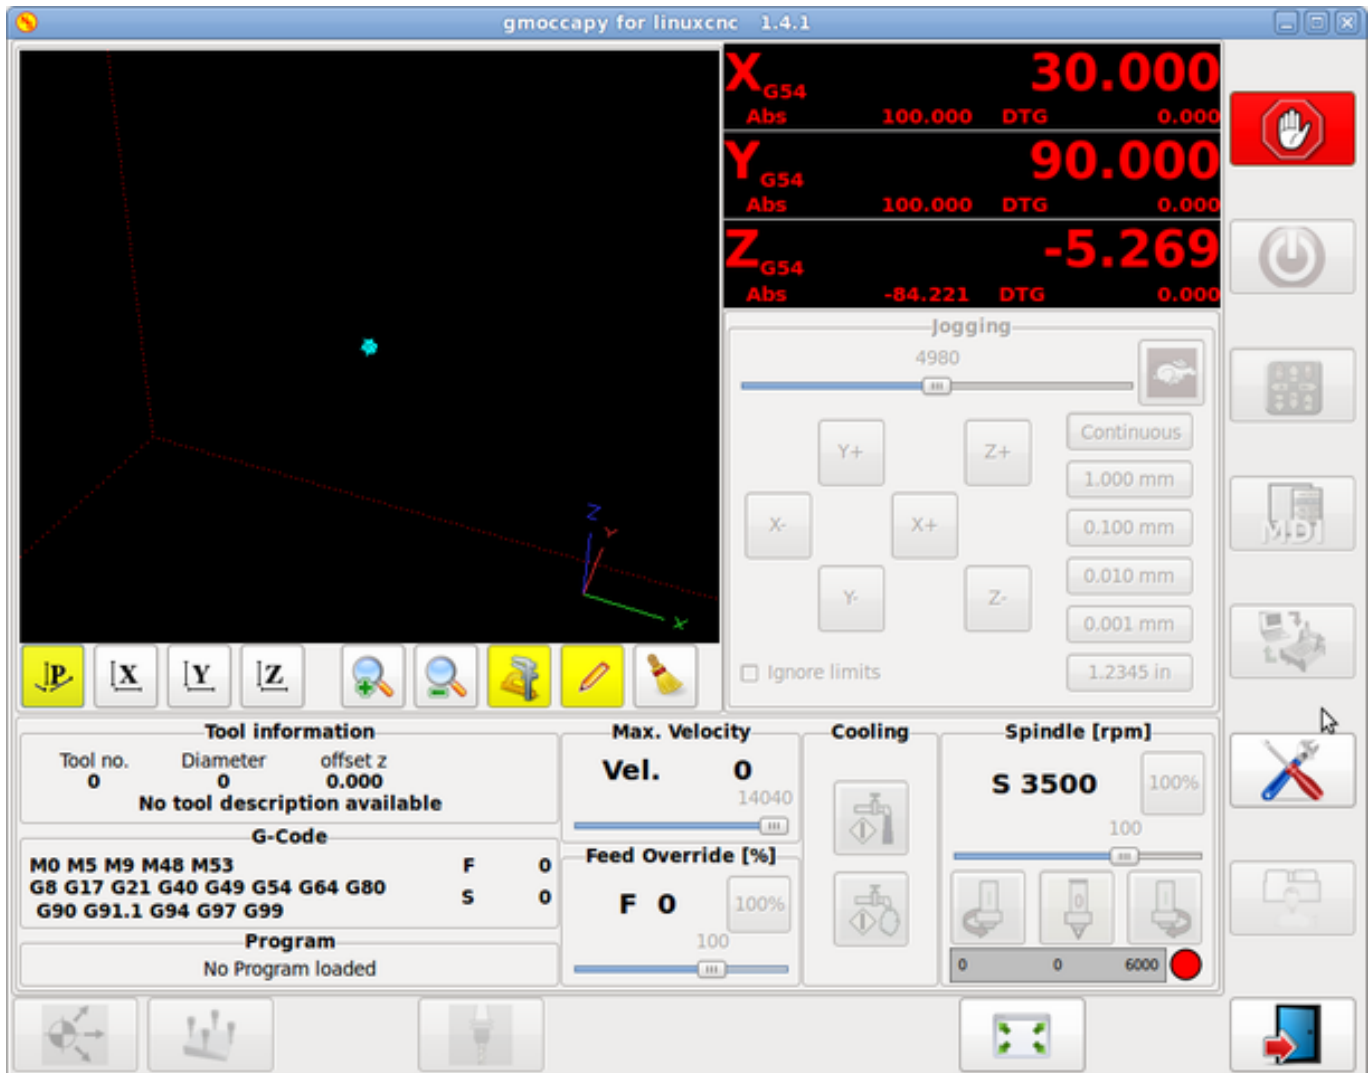 gmoccapy for linuxcnc 1.4.1
X G54 30.000
Abs 100.000 DTG 0.000
Y G54 90.000
Abs 100.000 DTG 0.000
Z G54 -5.269
Abs -84.221 DTG 0.000
Jogging
4980
Continuous
Y+ Z+
1.000 mm
X- X+
0.100 mm
0.010 mm
Y- Z-
0.001 mm
Ignore limits
1.2345 in
Z
Y
X
P X Y Z
MDI
Tool information
Tool no. Diameter offset z
0 0 0.000
No tool description available
G-Code
M0 M5 M9 M48 M53 F 0
G8 G17 G21 G40 G49 G54 G64 G80 S 0
G90 G91.1 G94 G97 G99
Program
No Program loaded
Max. Velocity
Vel. 0
14040
Feed Override [%]
F 0 100%
100
Cooling
Spindle [rpm]
S 3500 100%
100
1 0 1
0 0 6000